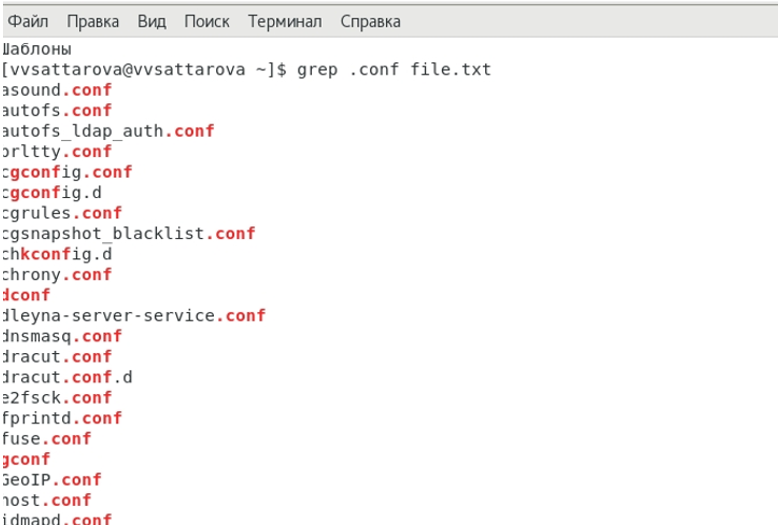 Файл Правка Вид Поиск Терминал Справка
Шаблоны
[vvsattarova@vvsattarova ~]$ grep .conf file.txt
asound.conf
autofs.conf
autofs_ldap_auth.conf
brltty.conf
cgconfig.conf
cgconfig.d
cgrules.conf
cgsnapshot_blacklist.conf
chkconfig.d
chrony.conf
dconf
dleyna-server-service.conf
dnsmasq.conf
dracut.conf
dracut.conf.d
e2fsck.conf
fprintd.conf
fuse.conf
gconf
GeoIP.conf
host.conf
idmapd.conf